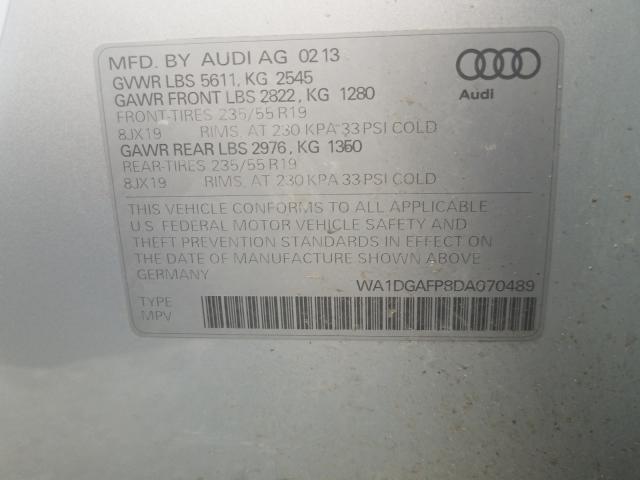 MFD. BY AUDI AG 02 13
GVWR LBS 5611, KG 2545
GAWR FRONT LBS 2822, KG 1280
FRONT-TIRES 235/55 R19
8JX19 RIMS, AT 230 KPA 33 PSI COLD
GAWR REAR LBS 2976, KG 1350
REAR-TIRES 235/55 R19
8JX19 RIMS, AT 230 KPA 33 PSI COLD
Audi
THIS VEHICLE CONFORMS TO ALL APPLICABLE
U.S. FEDERAL MOTOR VEHICLE SAFETY AND
THEFT PREVENTION STANDARDS IN EFFECT ON
THE DATE OF MANUFACTURE SHOWN ABOVE
GERMANY WA1DGAFP8DA070489
TYPE
MPV